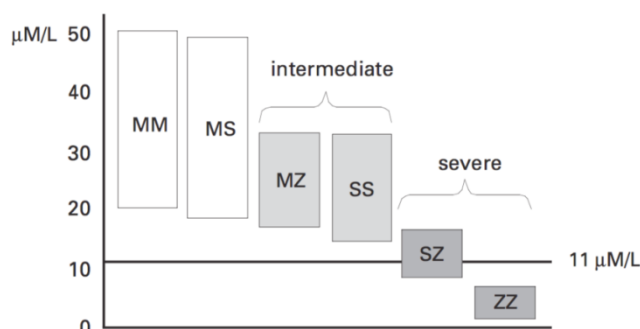 μM/L 50
intermediate
40
MM
MS
30
severe
MZ
SS
20
SZ
11 μM/L
10
ZZ
0